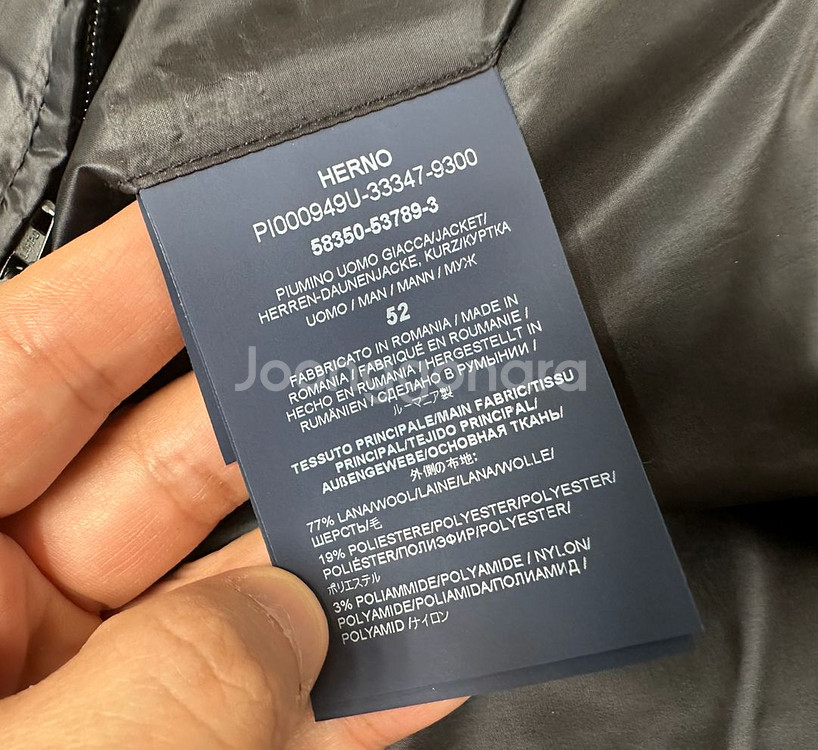 HERNO
PI000949U-33347-9300
58350-53789-3
PIUMINO UOMO GIACCA/JACKET/
HERREN-DAUNENJACKE, KURZ/КУРТКА
UOMO / MAN / MANN / МУЖ
52
FABBRICATO IN ROMANIA / MADE IN
ROMANIA / FABRIQUÉ EN ROUMANIE /
HECHO EN RUMANIA / HERGESTELLT IN
RUMÄNIEN / СДЕЛАНО В РУМЫНИИ /
ルーマニア製
Joonggonara
TESSUTO PRINCIPALE/MAIN FABRIC/TISSU
PRINCIPAL/TEJIDO PRINCIPAL/
AUßENGEWEBE/ОСНОВНАЯ ТКАНЬ/
外側の布地:
77% LANA/WOOL/LAINE/LANA/WOLLE/
ШЕРСТЬ/毛
19% POLIESTERE/POLYESTER/POLYESTER/
POLIÉSTER/ПОЛИЭФИР/POLYESTER/
ポリエステル
3% POLIAMMIDE/POLYAMIDE / NYLON/
POLYAMIDE/POLIAMIDA/ПОЛИАМИД /
POLYAMID /ナイロン